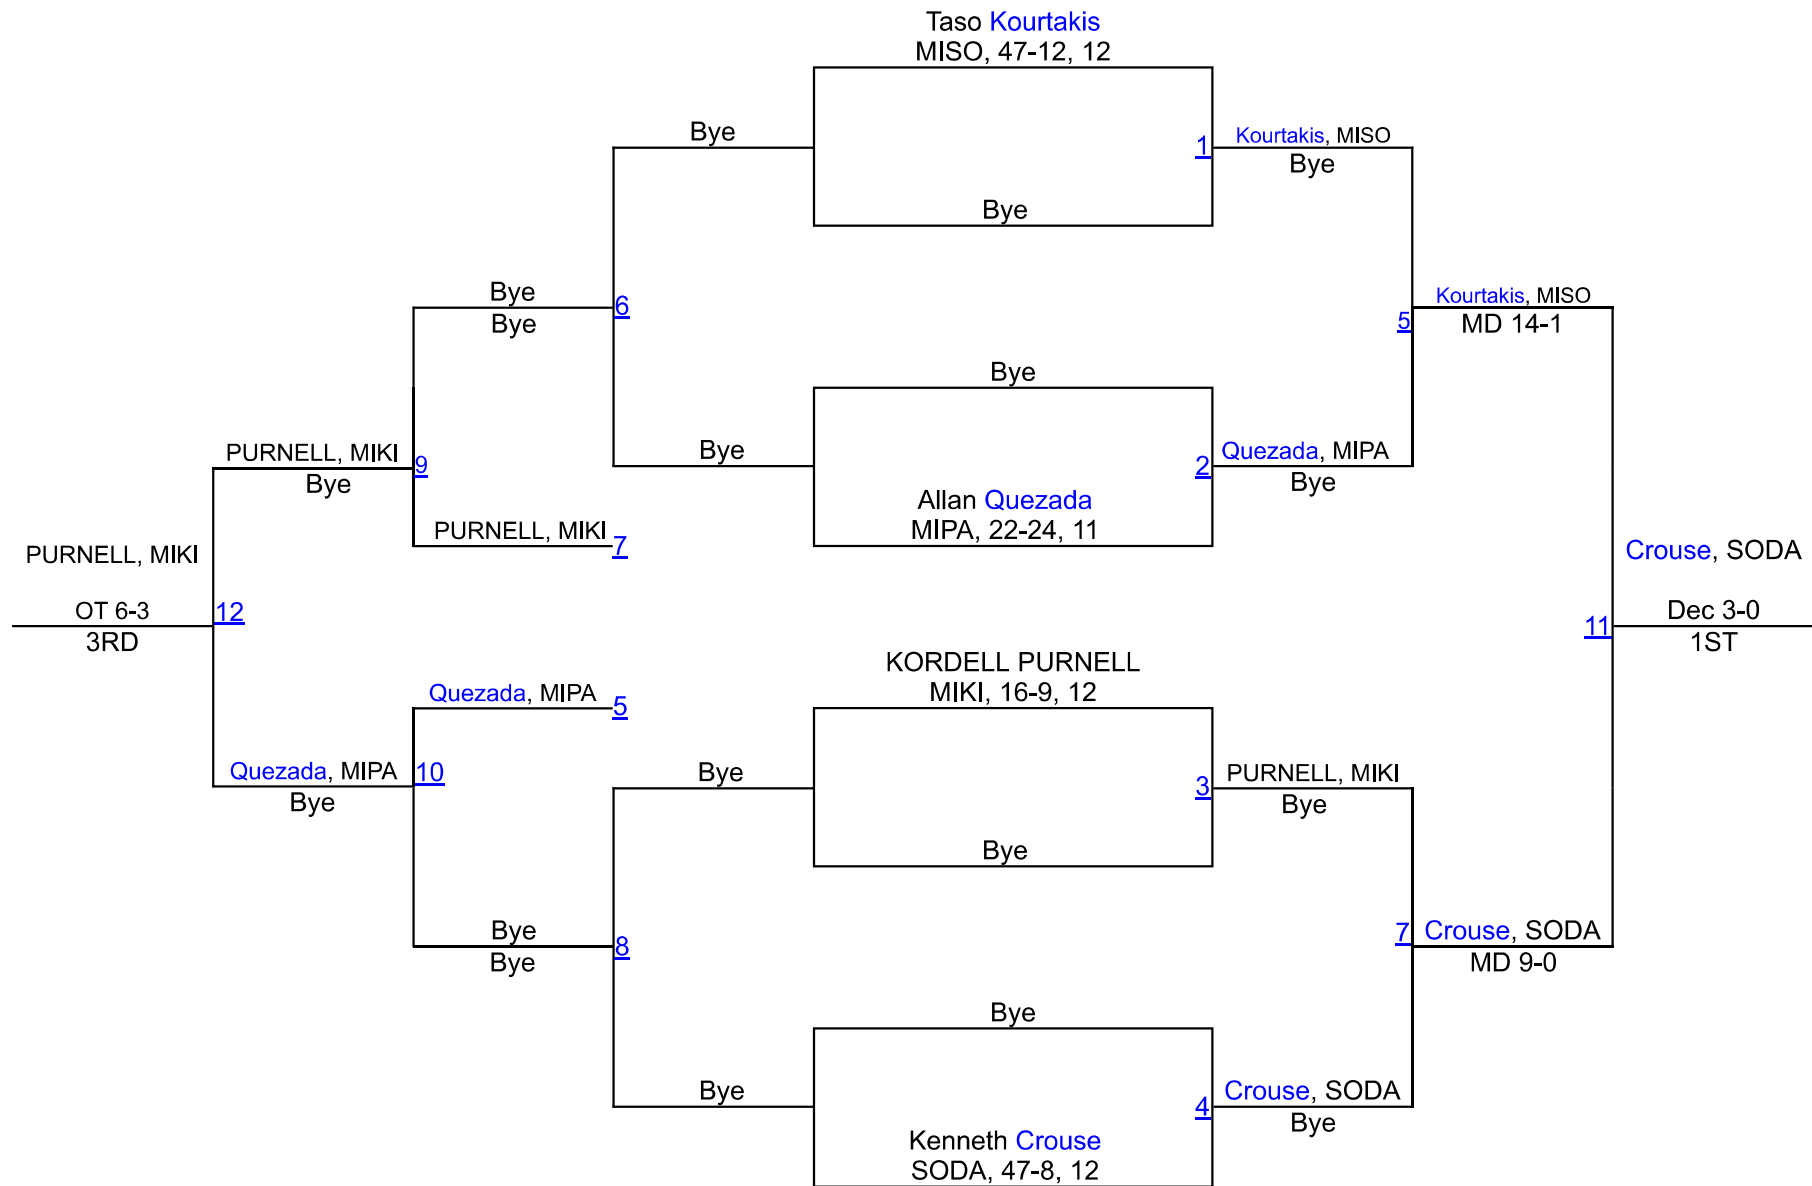 Taso Kourtakis
MISO, 47-12, 12
Bye
1
Kourtakis, MISO
Bye
Bye
Bye
Bye
6
Kourtakis, MISO
MD 14-1
5
Bye
PURNELL, MIKI
Bye
9
Bye
2
Quezada, MIPA
Bye
Allan Quezada
MIPA, 22-24, 11
PURNELL, MIKI
7
PURNELL, MIKI
OT 6-3
3RD
12
Crouse, SODA
Dec 3-0
1ST
11
KORDELL PURNELL
MIKI, 16-9, 12
Quezada, MIPA
5
Quezada, MIPA
Bye
10
Bye
3
PURNELL, MIKI
Bye
Bye
Bye
Bye
8
7
Crouse, SODA
MD 9-0
Bye
Bye
4
Crouse, SODA
Bye
Kenneth Crouse
SODA, 47-8, 12